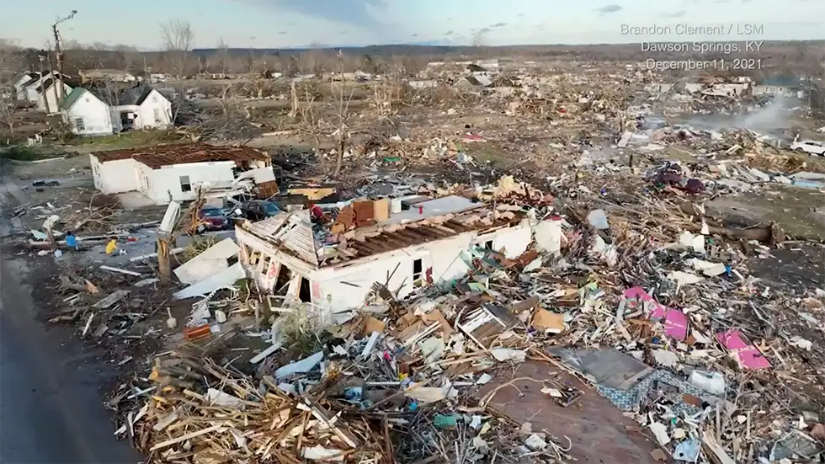 Brandon Clement / LSM
Dawson Springs, KY
December 11, 2021